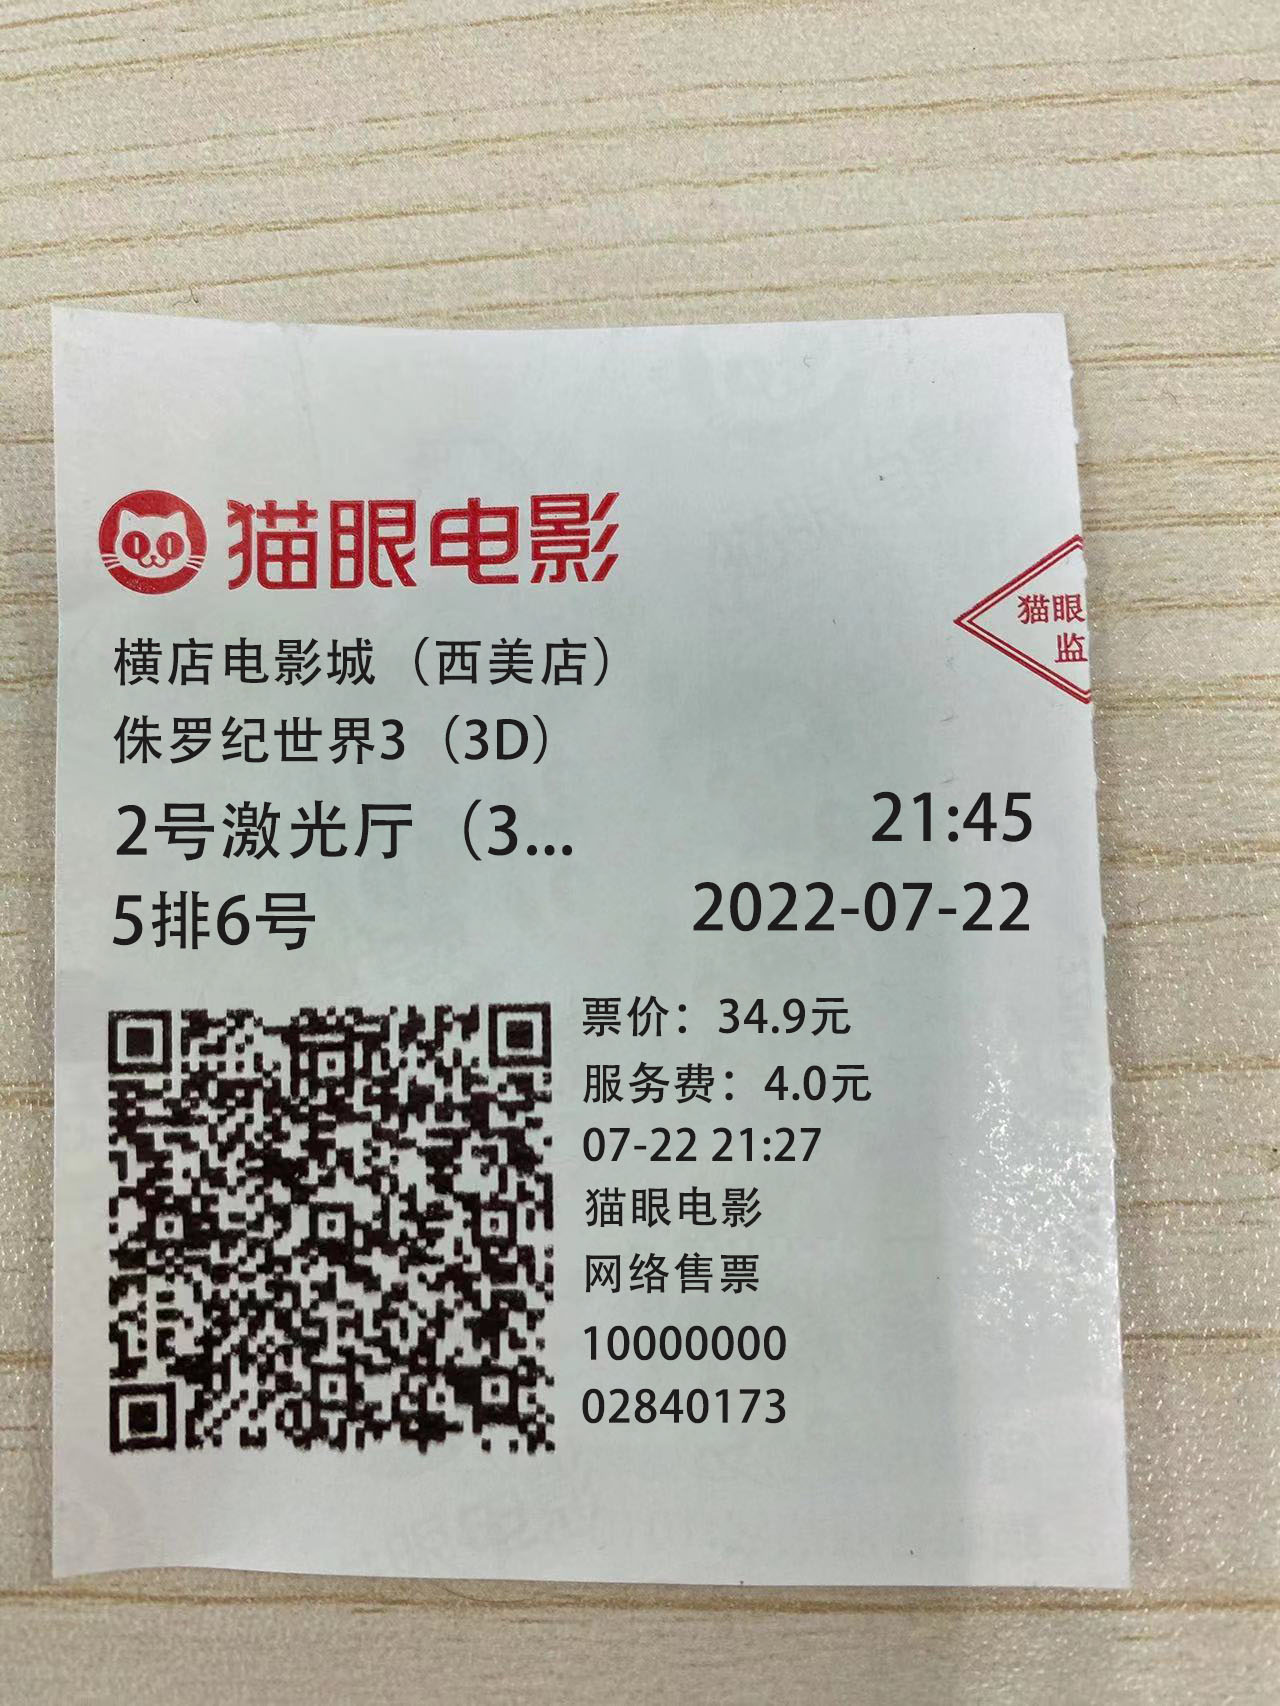 猫眼电影
猫眼
监
横店电影城（西美店）
侏罗纪世界3（3D）
2号激光厅（3...
21:45
5排6号
2022-07-22
票价：34.9元
服务费：4.0元
07-22 21:27
猫眼电影
网络售票
10000000
02840173